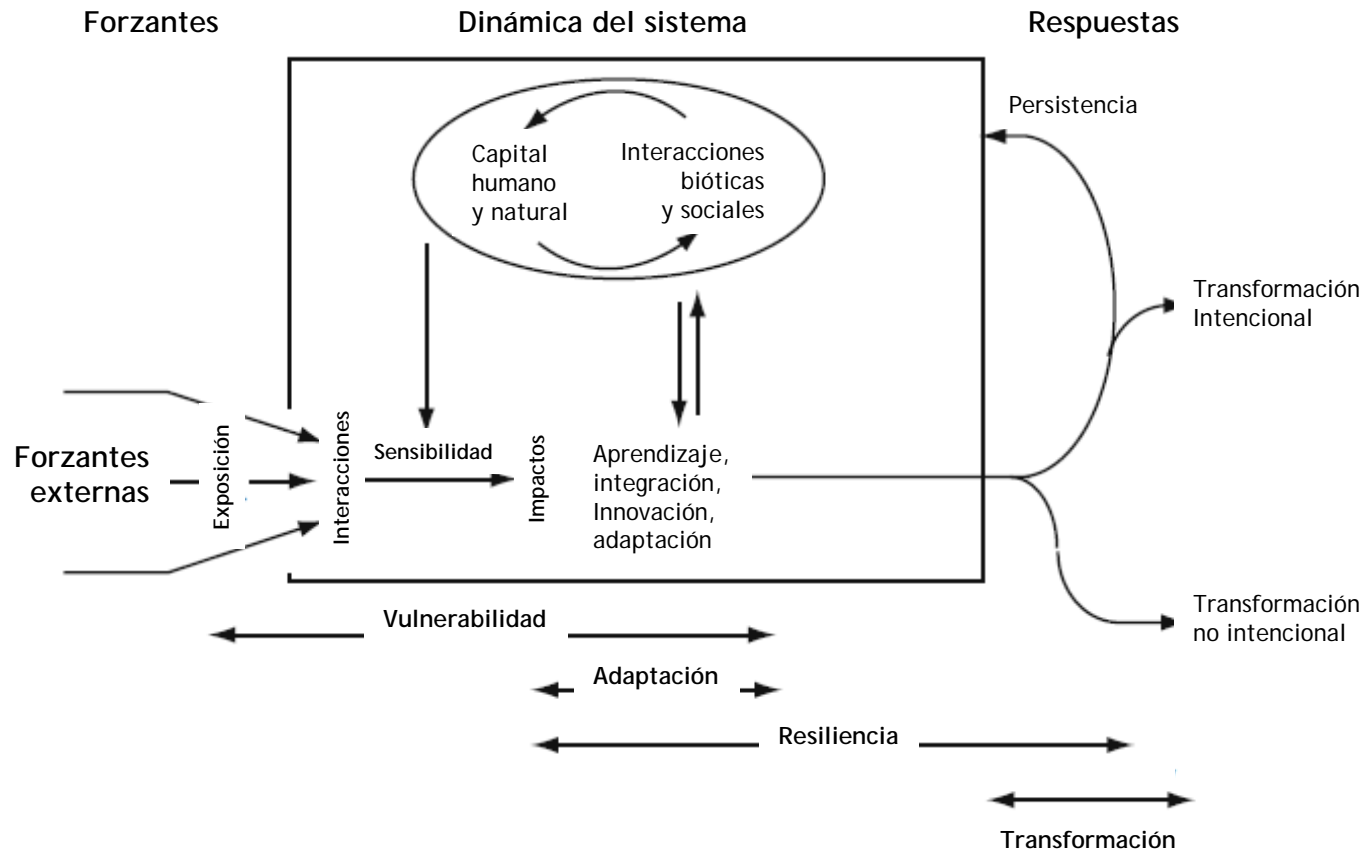 Forzantes
Dinámica del sistema
Respuestas
Persistencia
Capital
humano
y natural
Interacciones
bióticas
y sociales
Transformación
Intencional
Forzantes
externas
Exposición
Interacciones
Sensibilidad
Impactos
Aprendizaje,
integración,
Innovación,
adaptación
Transformación
no intencional
Vulnerabilidad
Adaptación
Resiliencia
Transformación